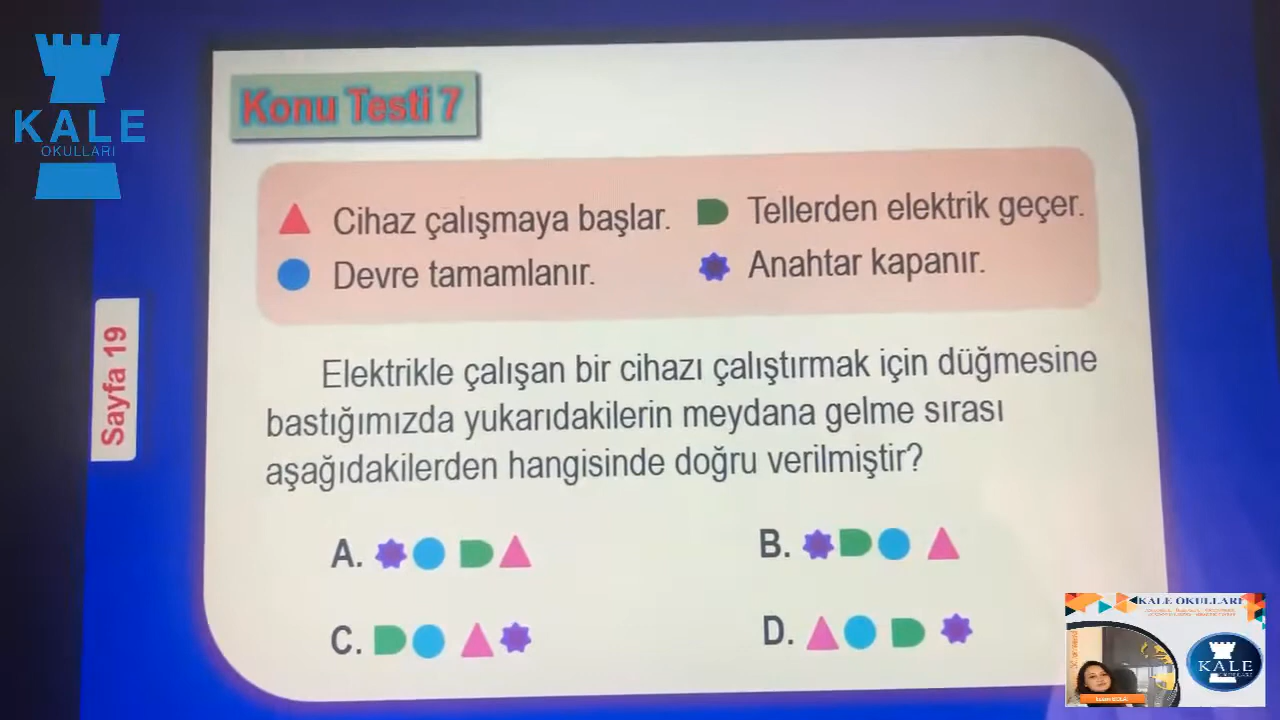 KALE
OKULLARI
Konu Testi 7
Cihaz çalışmaya başlar.
Tellerden elektrik geçer.
Devre tamamlanır.
Anahtar kapanır.
Sayfa 19
Elektrikle çalışan bir cihazı çalıştırmak için düğmesine
bastığımızda yukarıdakilerin meydana gelme sırası
aşağıdakilerden hangisinde doğru verilmiştir?
A.
B.
C.
D.
KALE OKULLARI
KALE
OKULLARI